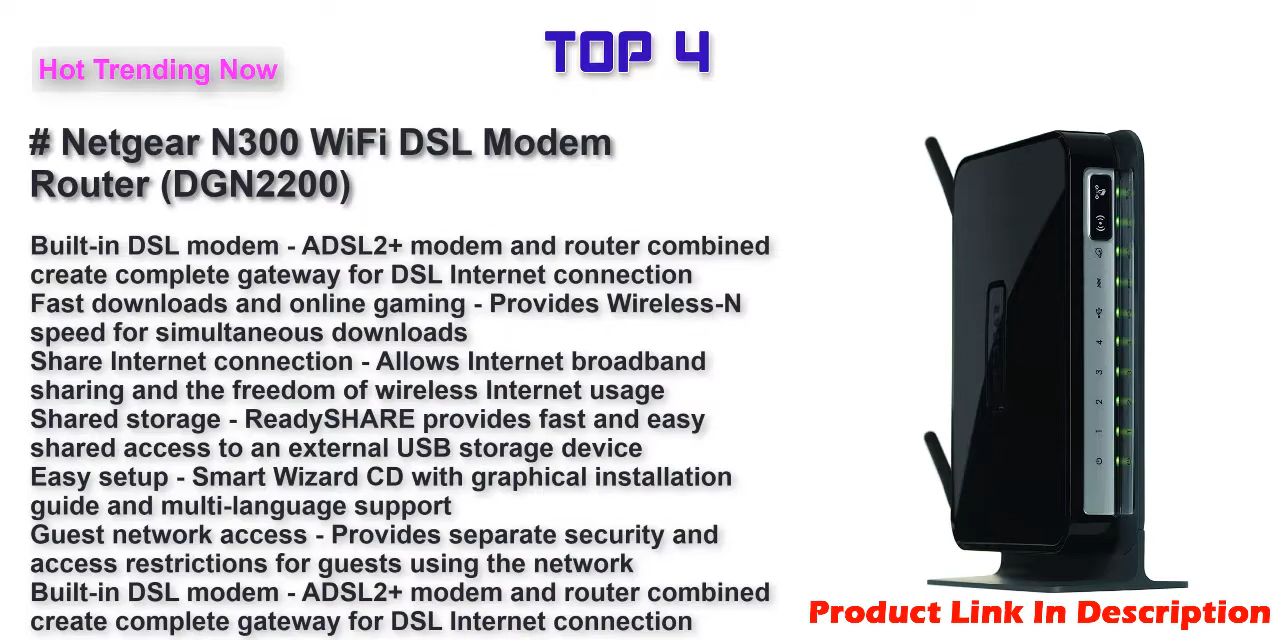 TOP 4
Hot Trending Now
# Netgear N300 WiFi DSL Modem
Router (DGN2200)
Built-in DSL modem - ADSL2+ modem and router combined
create complete gateway for DSL Internet connection
Fast downloads and online gaming - Provides Wireless-N
speed for simultaneous downloads
Share Internet connection - Allows Internet broadband
sharing and the freedom of wireless Internet usage
Shared storage - ReadySHARE provides fast and easy
shared access to an external USB storage device
Easy setup - Smart Wizard CD with graphical installation
guide and multi-language support
Guest network access - Provides separate security and
access restrictions for guests using the network
Built-in DSL modem - ADSL2+ modem and router combined
create complete gateway for DSL Internet connection
4
3
2
1
Product Link In Description